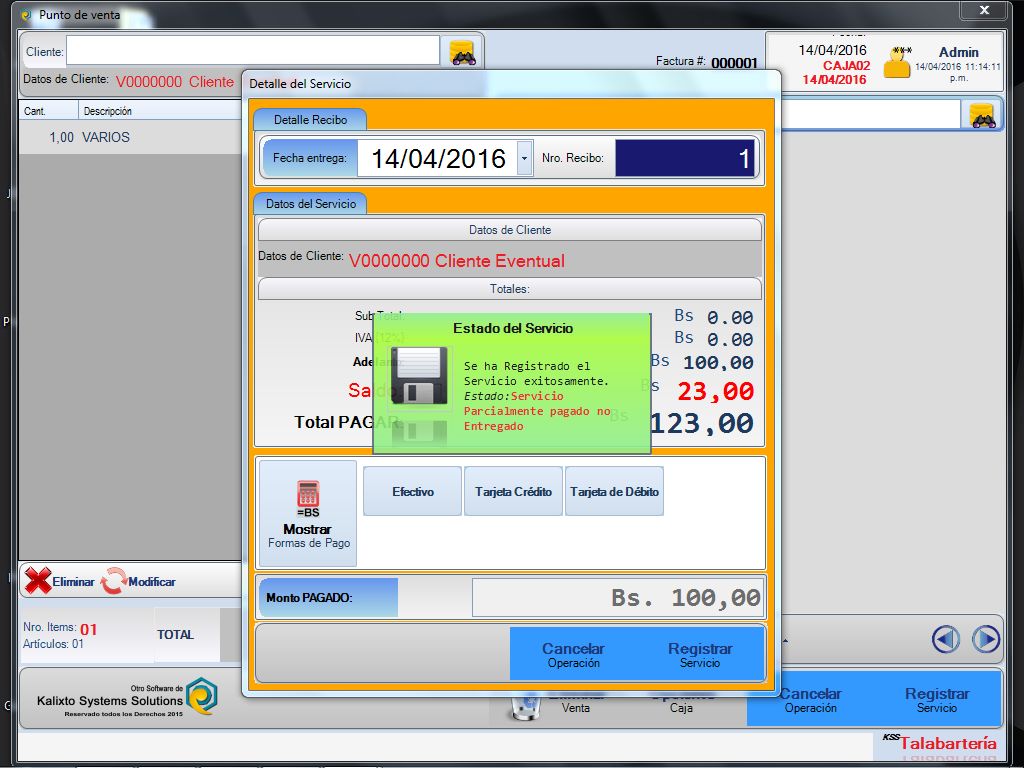 Punto de venta
Cliente:
Datos de Cliente: V0000000 Cliente
Factura #: 000001
14/04/2016
CAJA02
14/04/2016
Admin
14/04/2016 11:14:11
p.m.
Cant. Descripción
1,00 VARIOS
Detalle del Servicio
Detalle Recibo
Fecha entrega: 14/04/2016 Nro. Recibo: 1
Datos del Servicio
Datos de Cliente
Datos de Cliente: V0000000 Cliente Eventual
Totales:
Sub Total: Bs 0.00
IVA (12%) Bs 0.00
Adelanto: Bs 100,00
Saldo: Bs 23,00
Total PAGAR: Bs 123,00
Estado del Servicio
Se ha Registrado el
Servicio exitosamente.
Estado:Servicio
Parcialmente pagado no
Entregado
=BS
Mostrar
Formas de Pago
Efectivo
Tarjeta Crédito
Tarjeta de Débito
Monto PAGADO: Bs. 100,00
Cancelar
Operación
Registrar
Servicio
Eliminar
Modificar
Nro. Items: 01
Artículos: 01
TOTAL
Otro Software de
Kalixto Systems Solutions
Reservado todos los Derechos 2015
Venta
Caja
Cancelar
Operación
Registrar
Servicio
KSS Talabartería